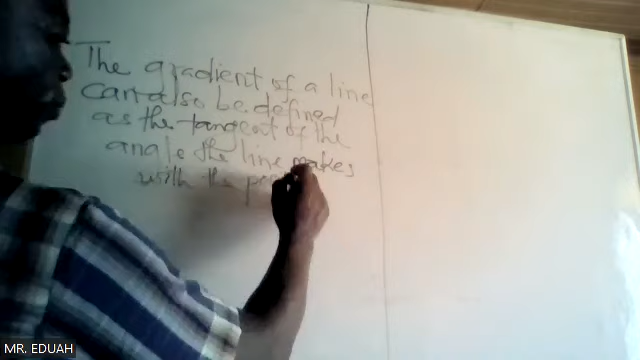 The gradient of a line
can also be defined
as the tangent of the
angle the line makes
with the
MR. EDUAH